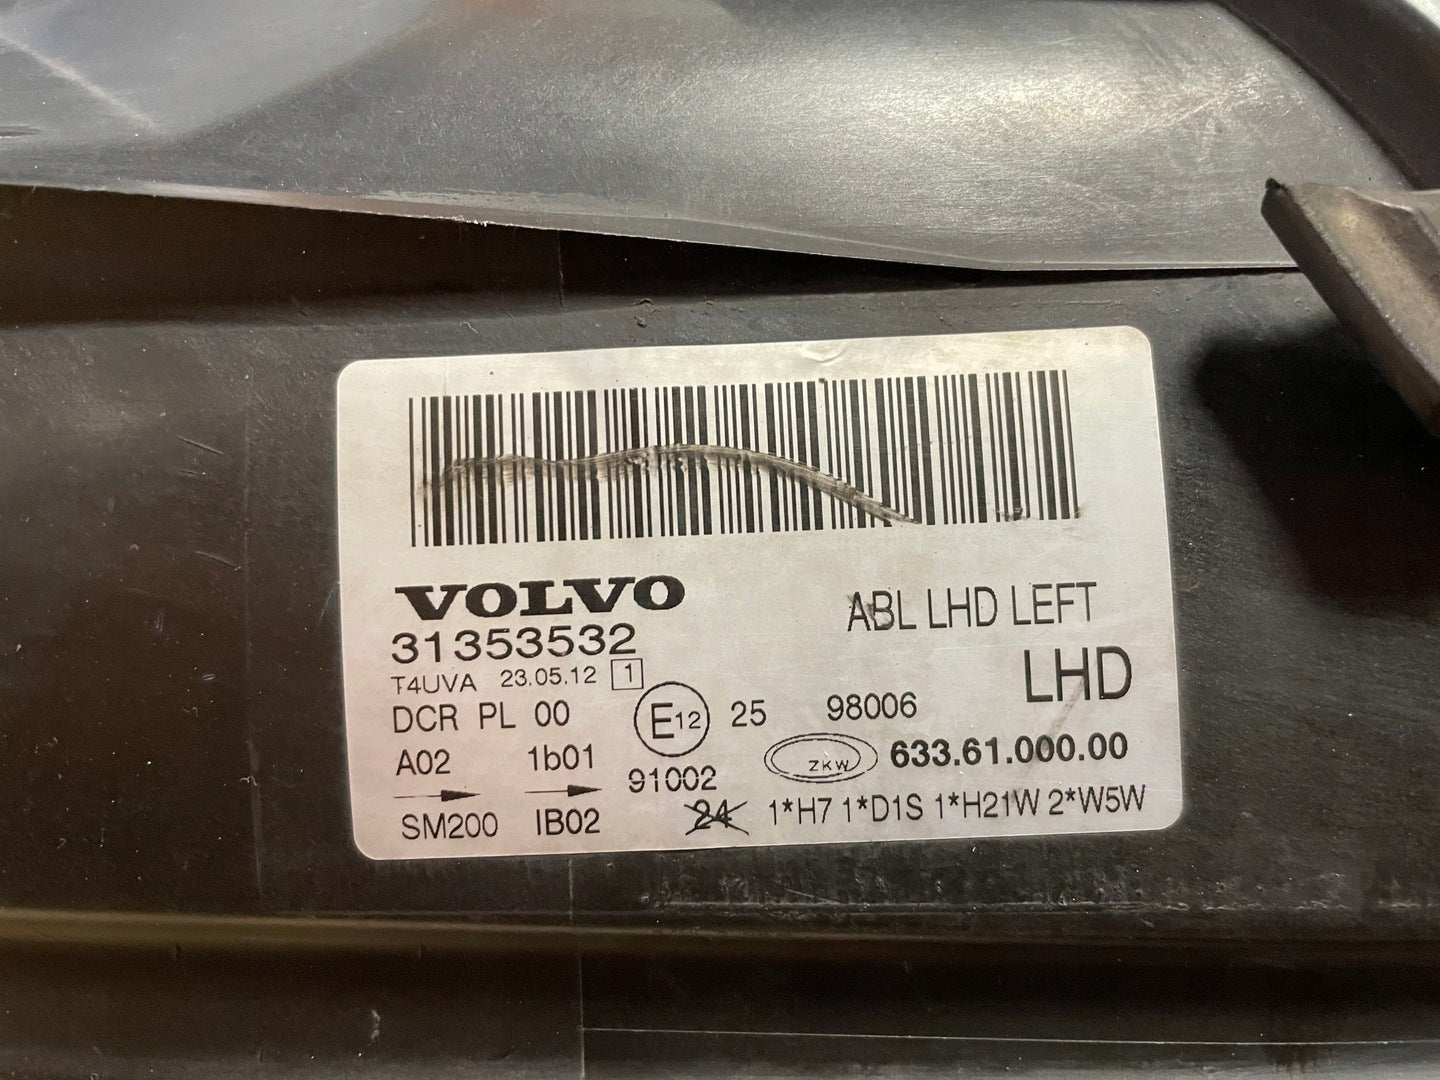 VOLVO
31353532
T4UVA 23.05.12 1
DCR PL 00
A02 1b01
SM200 IB02
E12 25 98006
91002
24
ABL LHD LEFT
LHD
ZKW 633.61.000.00
1*H7 1*D1S 1*H21W 2*W5W